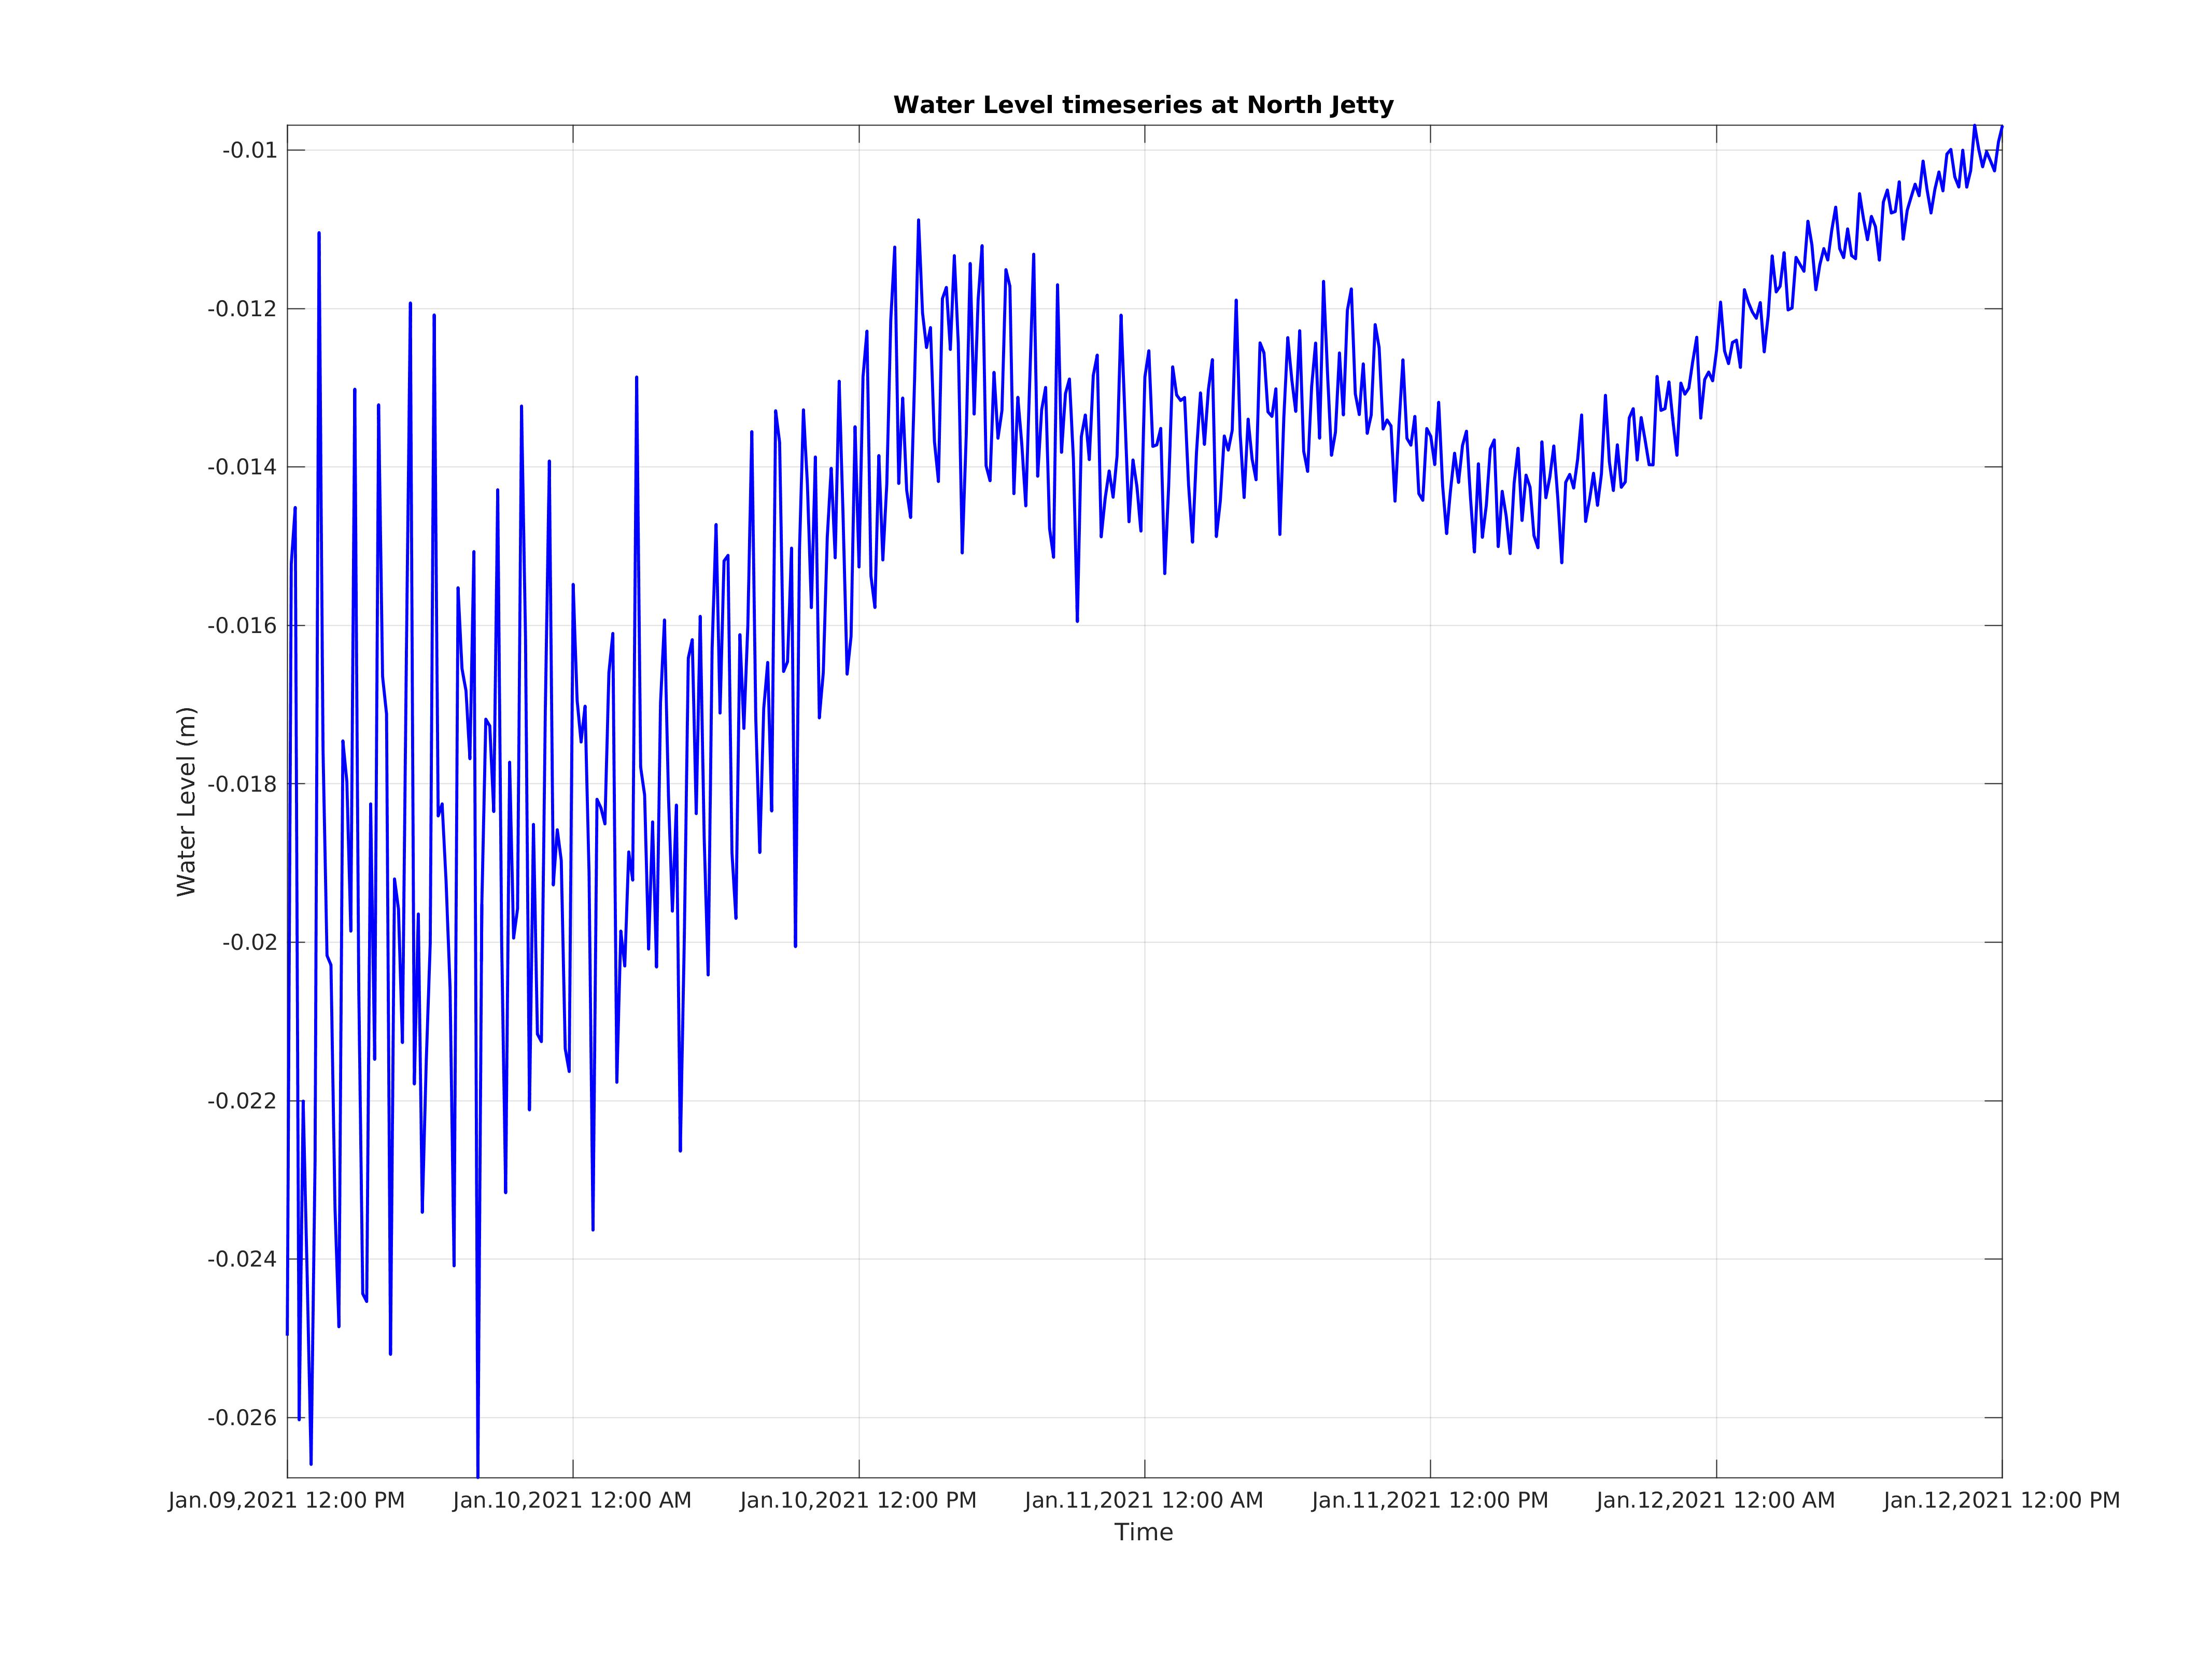 Water Level timeseries at North Jetty
-0.01
-0.012
-0.014
-0.016
-0.018
-0.02
-0.022
-0.024
-0.026
Water Level (m)
Jan.09,2021 12:00 PM
Jan.10,2021 12:00 AM
Jan.10,2021 12:00 PM
Jan.11,2021 12:00 AM
Jan.11,2021 12:00 PM
Jan.12,2021 12:00 AM
Jan.12,2021 12:00 PM
Time